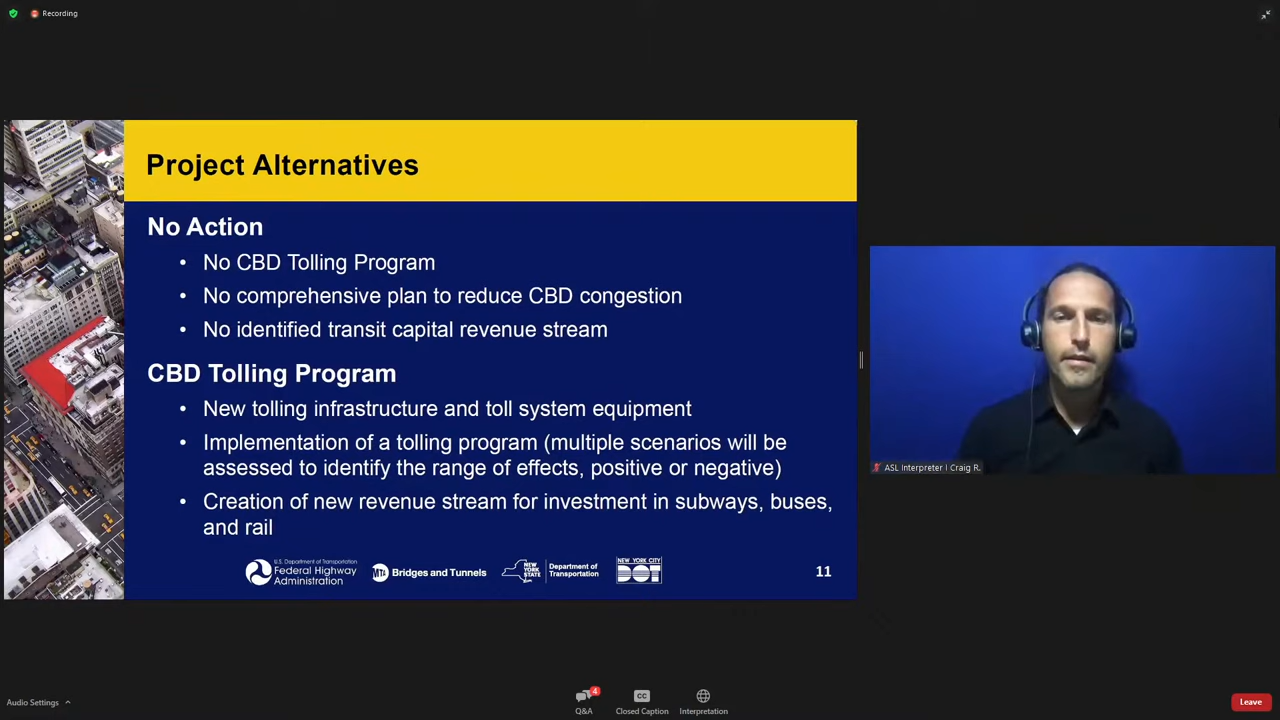 Recording
Project Alternatives
No Action
• No CBD Tolling Program
• No comprehensive plan to reduce CBD congestion
• No identified transit capital revenue stream
CBD Tolling Program
• New tolling infrastructure and toll system equipment
• Implementation of a tolling program (multiple scenarios will be
assessed to identify the range of effects, positive or negative)
• Creation of new revenue stream for investment in subways, buses,
and rail
U.S. Department of Transportation
Federal Highway
Administration
MTA Bridges and Tunnels
NEW
YORK
STATE
Department of
Transportation
NEW YORK CITY
DOT
11
ASL Interpreter I Craig R.
Audio Settings
4
Q&A
CC
Closed Caption
Interpretation
Leave